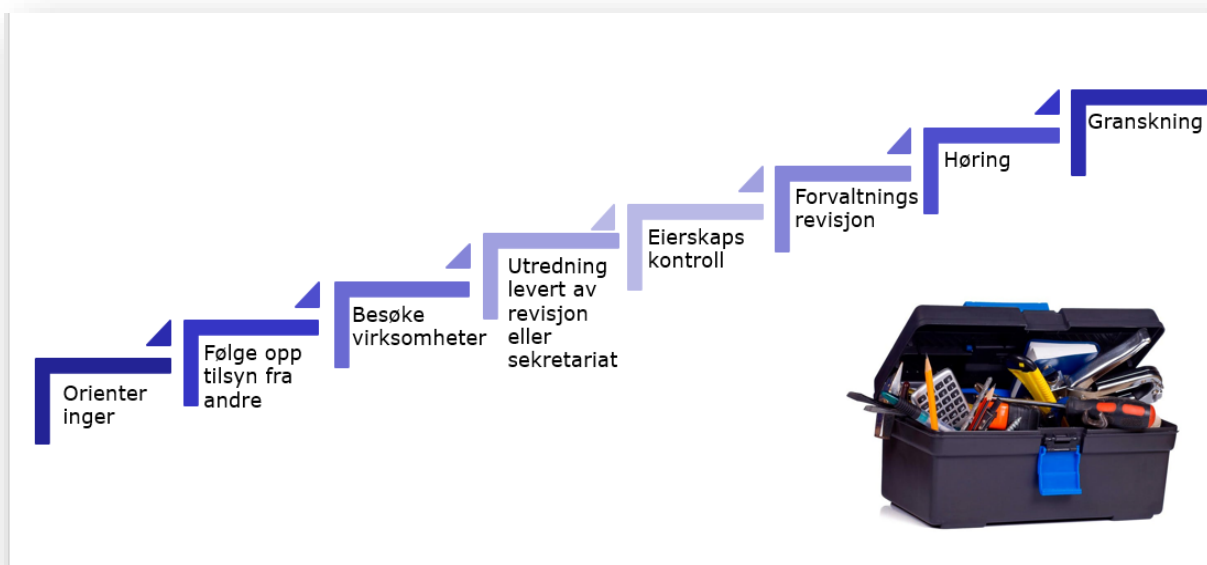 Orienter
inger
Følge opp
tilsyn fra
andre
Besøke
virksomheter
Utredning
levert av
revisjon
eller
sekretariat
Eierskaps
kontroll
Forvaltnings
revisjon
Høring
Granskning